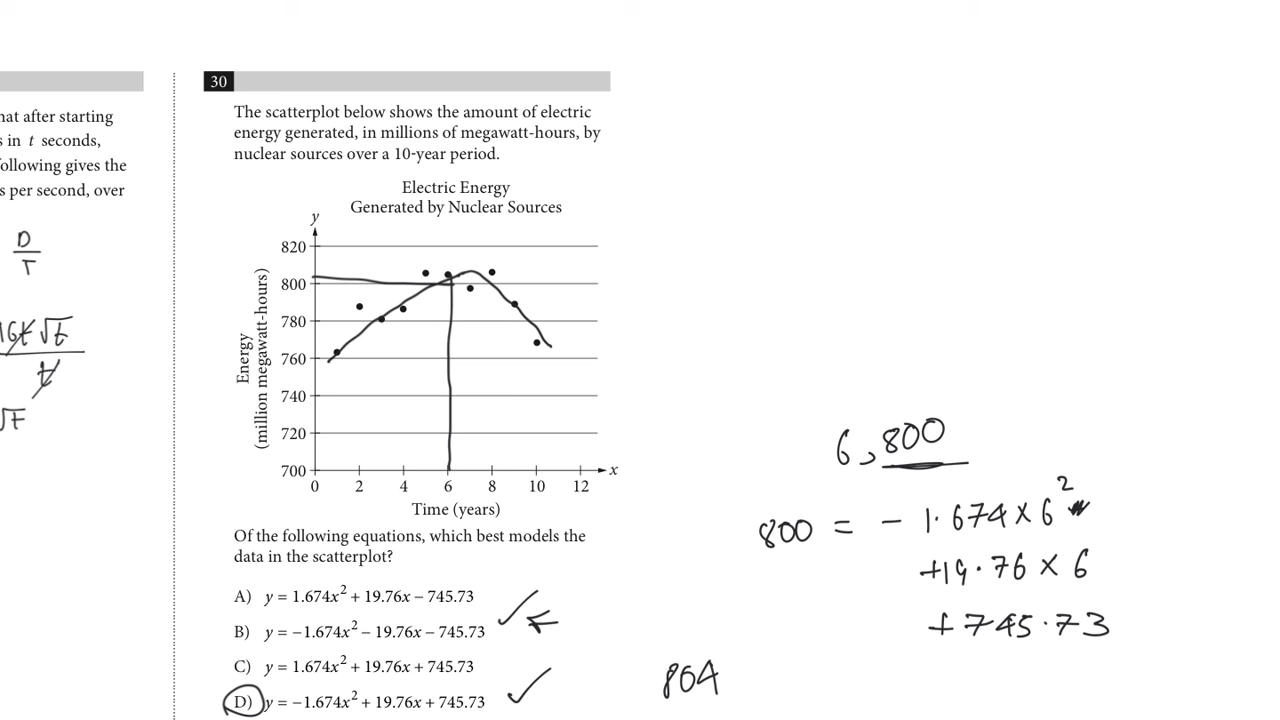 hat after starting
s in t seconds,
ollowing gives the
s per second, over
D
T
16t √t
t
√t
30
The scatterplot below shows the amount of electric
energy generated, in millions of megawatt-hours, by
nuclear sources over a 10-year period.
Electric Energy
Generated by Nuclear Sources
y
820
800
780
760
740
720
700
Energy
(million megawatt-hours)
0 2 4 6 8 10 12
x
Time (years)
Of the following equations, which best models the
data in the scatterplot?
A) y = 1.674x² + 19.76x − 745.73
B) y = −1.674x² − 19.76x − 745.73
C) y = 1.674x² + 19.76x + 745.73
D) y = −1.674x² + 19.76x + 745.73
6,800
800 = - 1.674 × 6²
+19.76 × 6
+745.73
804